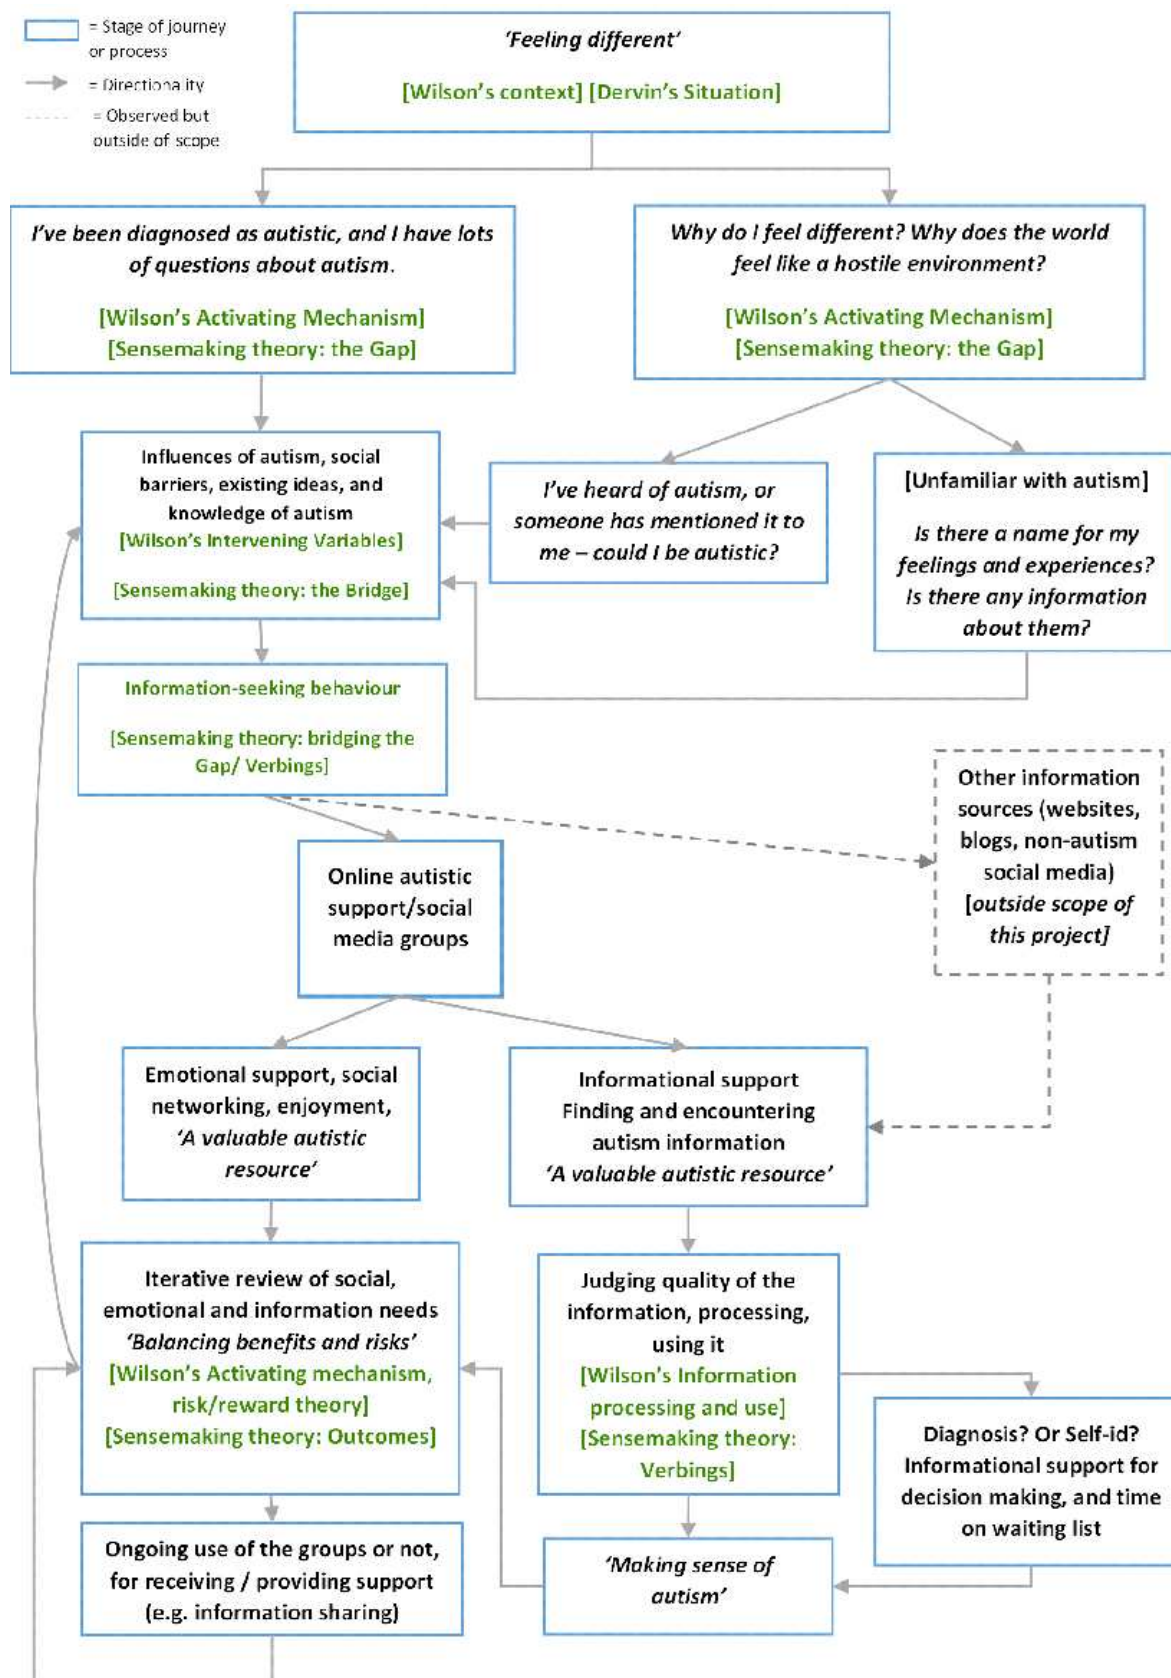 = Stage of journey
or process
= Directionality
= Observed but
outside of scope
‘Feeling different’
[Wilson’s context] [Dervin’s Situation]
I’ve been diagnosed as autistic, and I have lots
of questions about autism.
[Wilson’s Activating Mechanism]
[Sensemaking theory: the Gap]
Why do I feel different? Why does the world
feel like a hostile environment?
[Wilson’s Activating Mechanism]
[Sensemaking theory: the Gap]
Influences of autism, social
barriers, existing ideas, and
knowledge of autism
[Wilson’s Intervening Variables]
[Sensemaking theory: the Bridge]
I’ve heard of autism, or
someone has mentioned it to
me – could I be autistic?
[Unfamiliar with autism]
Is there a name for my
feelings and experiences?
Is there any information
about them?
Information-seeking behaviour
[Sensemaking theory: bridging the
Gap/ Verbings]
Other information
sources (websites,
blogs, non-autism
social media)
[outside scope of
this project]
Online autistic
support/social
media groups
Emotional support, social
networking, enjoyment,
‘A valuable autistic
resource’
Informational support
Finding and encountering
autism information
‘A valuable autistic resource’
Iterative review of social,
emotional and information needs
‘Balancing benefits and risks’
[Wilson’s Activating mechanism,
risk/reward theory]
[Sensemaking theory: Outcomes]
Judging quality of the
information, processing,
using it
[Wilson’s Information
processing and use]
[Sensemaking theory:
Verbings]
Diagnosis? Or Self-id?
Informational support for
decision making, and time
on waiting list
Ongoing use of the groups or not,
for receiving / providing support
(e.g. information sharing)
‘Making sense of
autism’